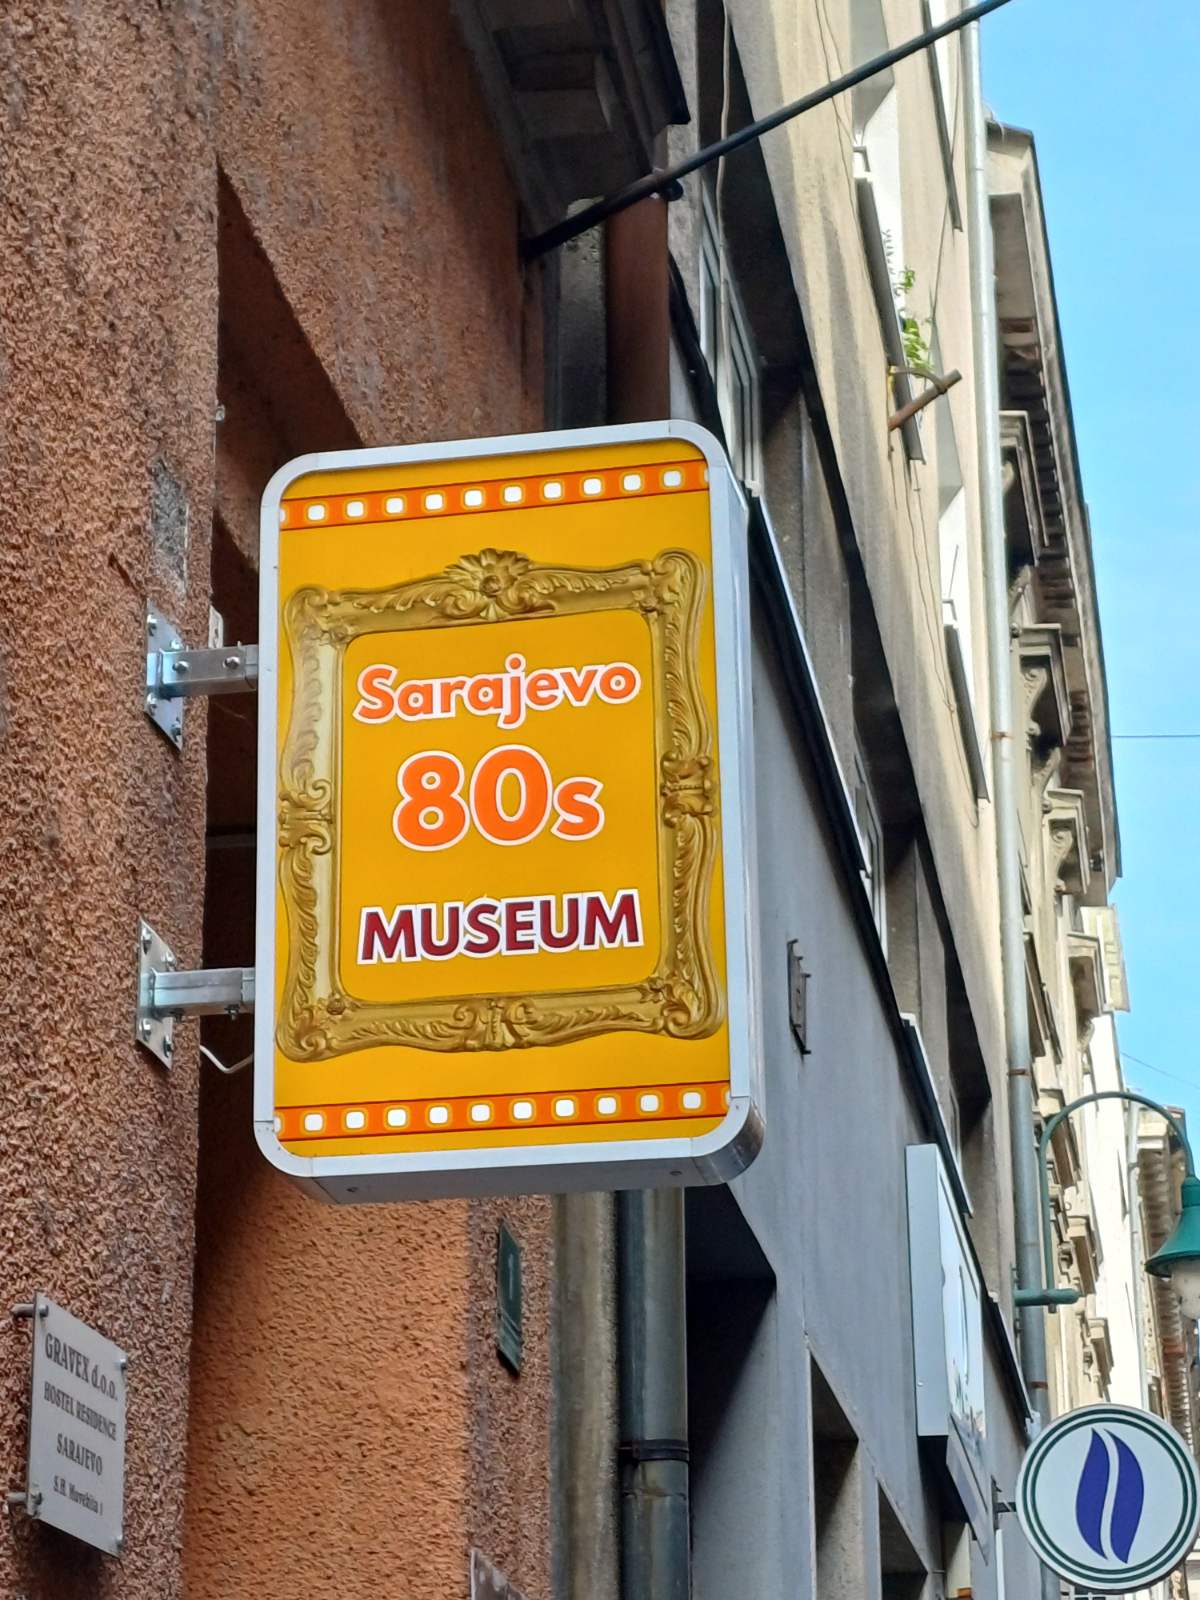 Sarajevo
80s
MUSEUM
GRAVEX d.o.o.
HOSTEL RESIDENCE
SARAJEVO